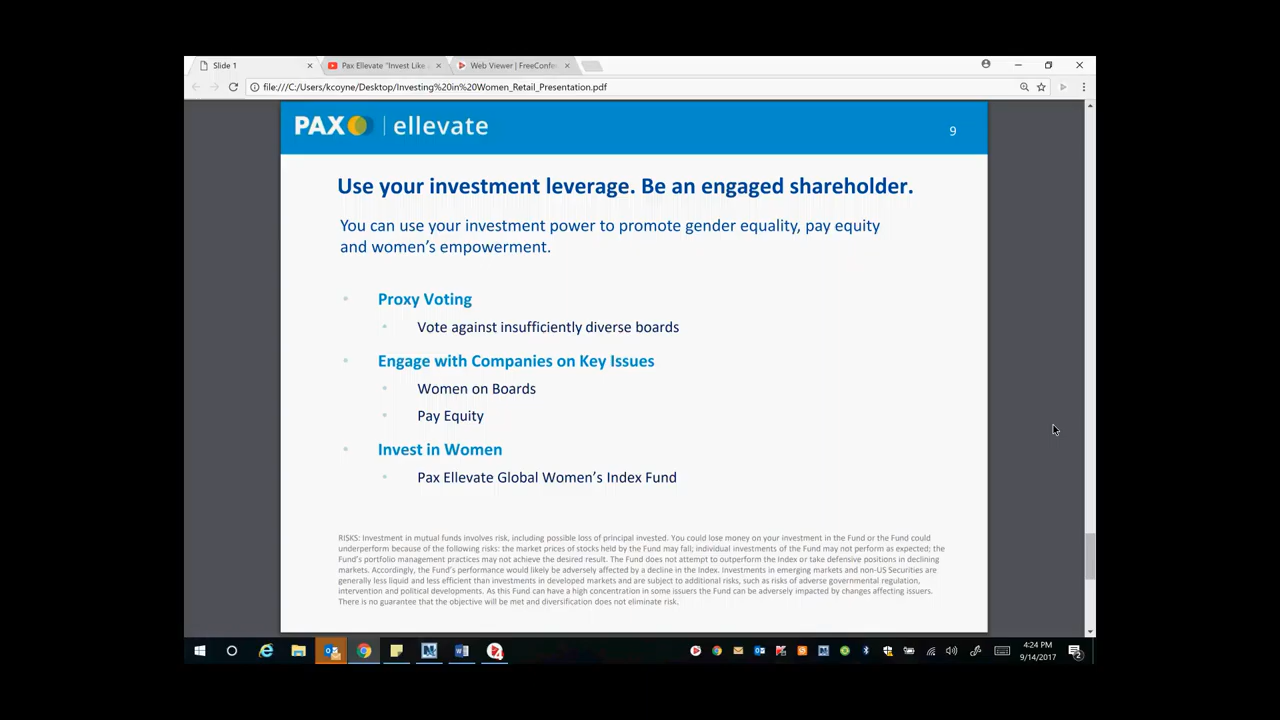 Slide 1
Pax Ellevate "Invest Like
Web Viewer | FreeConfe
file:///C:/Users/kcoyne/Desktop/Investing%20in%20Women_Retail_Presentation.pdf
PAX | ellevate
9
Use your investment leverage. Be an engaged shareholder.
You can use your investment power to promote gender equality, pay equity
and women's empowerment.
Proxy Voting
Vote against insufficiently diverse boards
Engage with Companies on Key Issues
Women on Boards
Pay Equity
Invest in Women
Pax Ellevate Global Women's Index Fund
RISKS: Investment in mutual funds involves risk, including possible loss of principal invested. You could lose money on your investment in the Fund or the Fund could
underperform because of the following risks: the market prices of stocks held by the Fund may fall; individual investments of the Fund may not perform as expected; the
Fund's portfolio management practices may not achieve the desired result. The Fund does not attempt to outperform the Index or take defensive positions in declining
markets. Accordingly, the Fund's performance would likely be adversely affected by a decline in the Index. Investments in emerging markets and non-US Securities are
generally less liquid and less efficient than investments in developed markets and are subject to additional risks, such as risks of adverse governmental regulation,
intervention and political developments. As this Fund can have a high concentration in some issuers the Fund can be adversely impacted by changes affecting issuers.
There is no guarantee that the objective will be met and diversification does not eliminate risk.
4:24 PM
9/14/2017
2